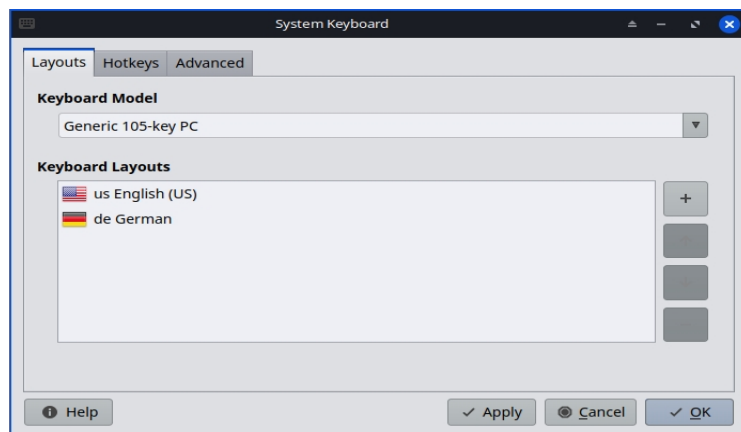 System Keyboard
Layouts Hotkeys Advanced
Keyboard Model
Generic 105-key PC
Keyboard Layouts
us English (US)
de German
Help Apply Cancel OK